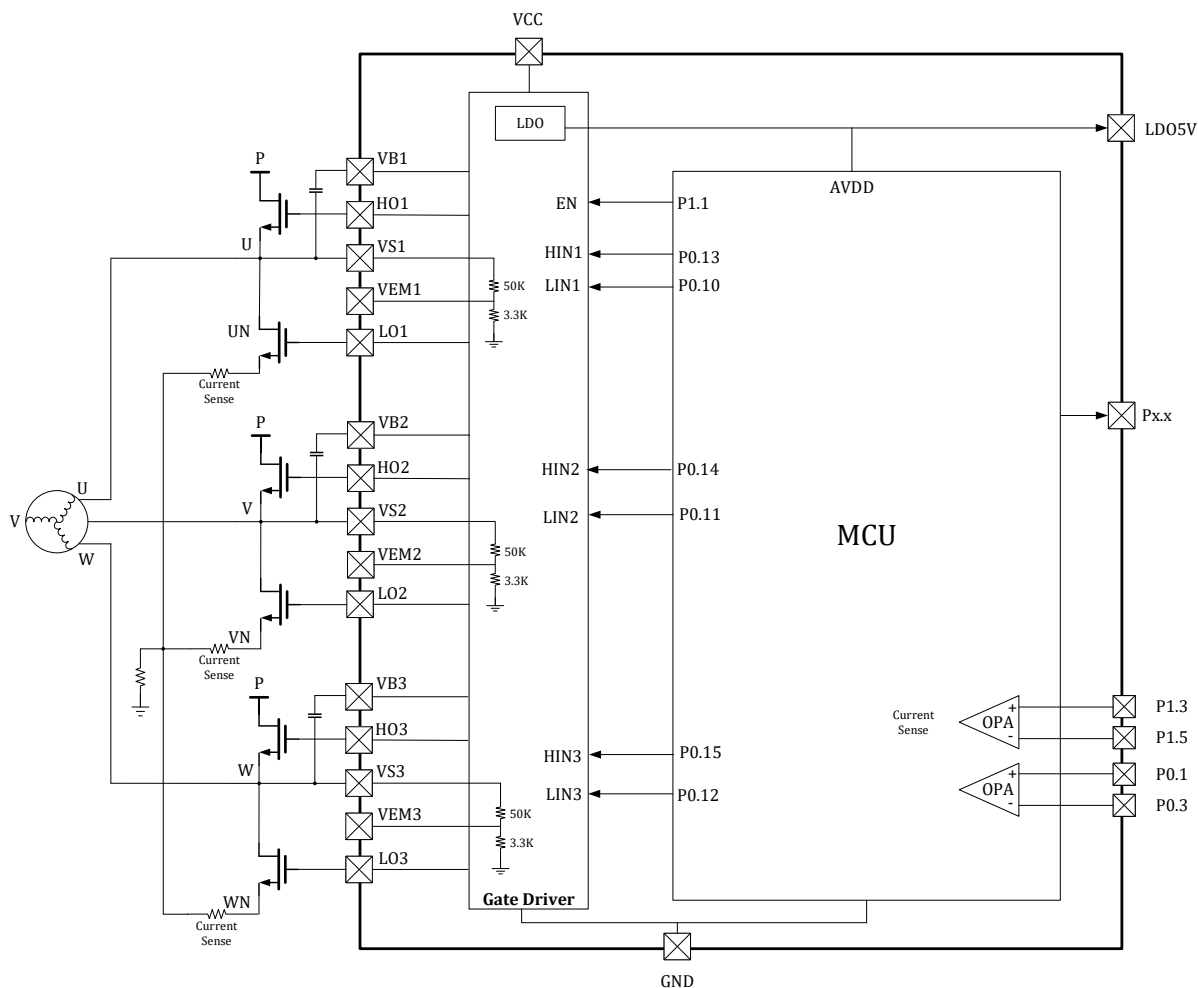 VCC
LDO
LDO5V
AVDD
P
VB1
HO1
U
VS1
VEM1
50K
3.3K
UN
LO1
Current
Sense
EN
P1.1
HIN1
P0.13
LIN1
P0.10
P
VB2
HO2
V
VS2
VEM2
50K
3.3K
LO2
VN
Current
Sense
HIN2
P0.14
LIN2
P0.11
MCU
Px.x
U
V
W
P
VB3
HO3
W
VS3
VEM3
50K
3.3K
LO3
WN
Current
Sense
HIN3
P0.15
LIN3
P0.12
Current
Sense
+
OPA
-
P1.3
P1.5
+
OPA
-
P0.1
P0.3
Gate Driver
GND